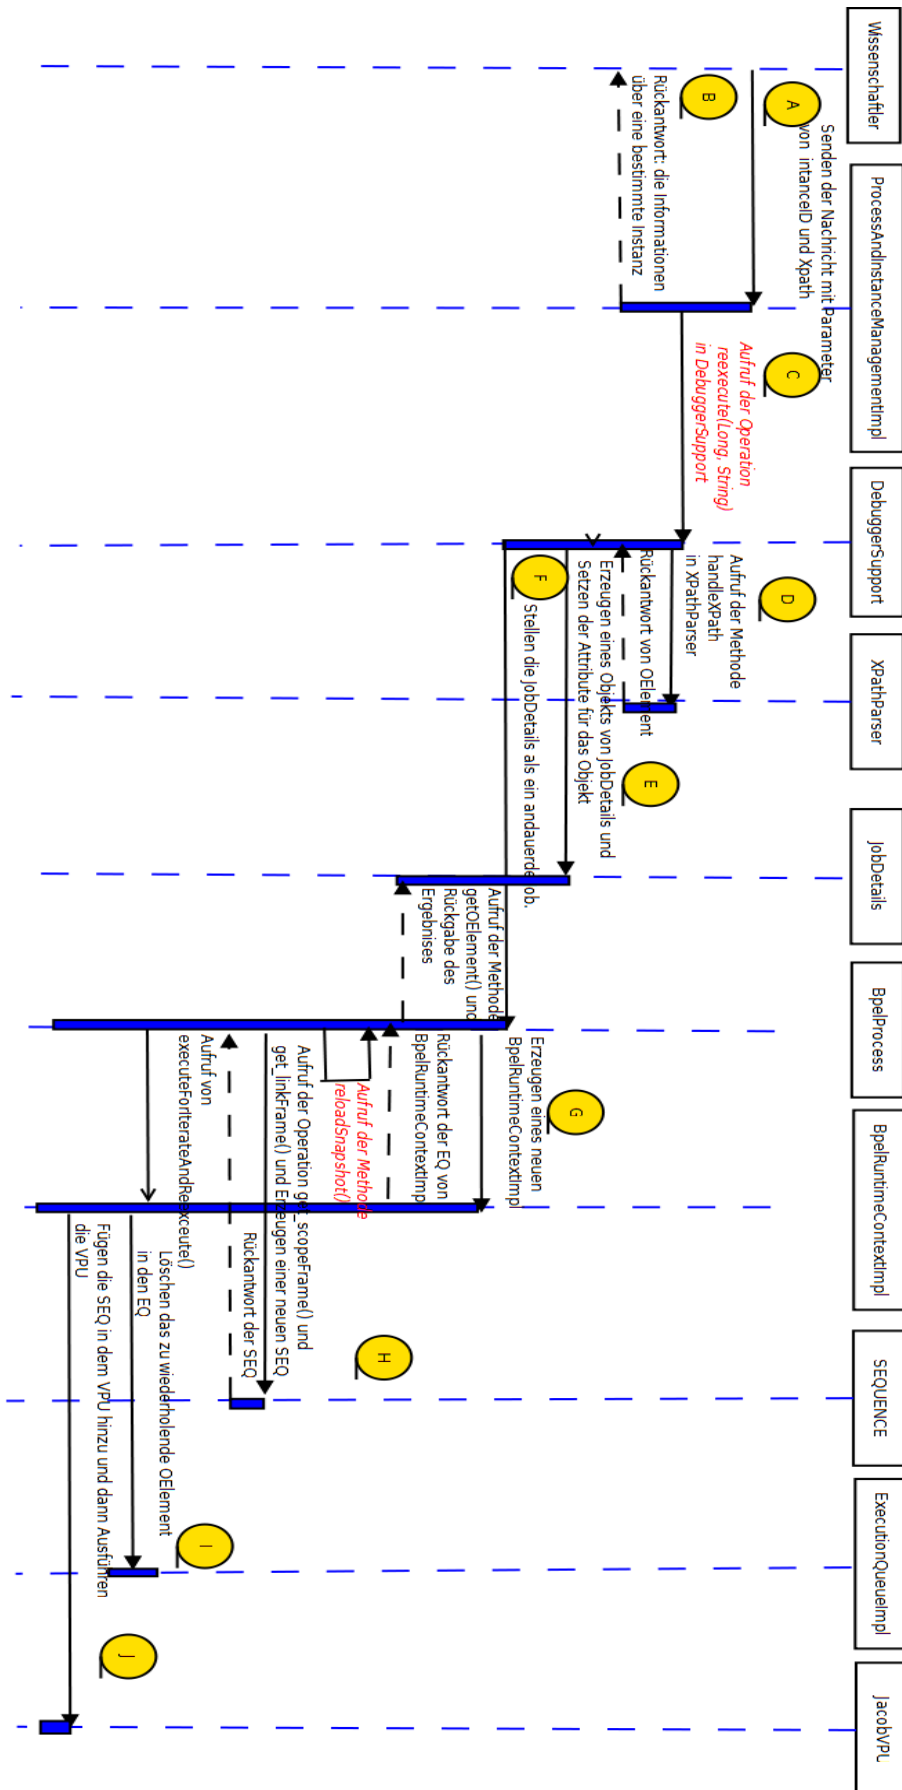 Wissenschaftler
ProcessAndInstanceManagementImpl
DebuggerSupport
XPathParser
JobDetails
BpelProcess
BpelRuntimeContextImpl
SEQUENCE
ExecutionQueueImpl
JacobVPU
A
Senden der Nachricht mit Parameter
von intanceID und Xpath
B
Rückantwort: die Informationen
über eine bestimmte Instanz
C
Aufruf der Operation
reexecute(Long, String)
in DebuggerSupport
D
Aufruf der Methode
handleXPath
in XPathParser
Rückantwort von OElement
E
Erzeugen eines Objekts von JobDetails und
Setzen der Attribute für das Objekt
F
Stellen die JobDetails als ein andauerde Job.
Aufruf der Methode
getOElement() und
Rückgabe des
Ergebnises
G
Erzeugen eines neuen
BpelRuntimeContextImpl
Rückantwort der EQ von
BpelRuntimeContextImp
Aufruf der Methode
reloadSnapshot()
H
Aufruf der Operation get_scopeFrame() und
get_linkFrame() und Erzeugen einer neuen SEQ
Rückantwort der SEQ
Aufruf von
executeForIterateAndReexceute()
I
Löschen das zu wiederholende OElement
in den EQ
J
Fügen die SEQ in dem VPU hinzu und dann Ausführen
die VPU